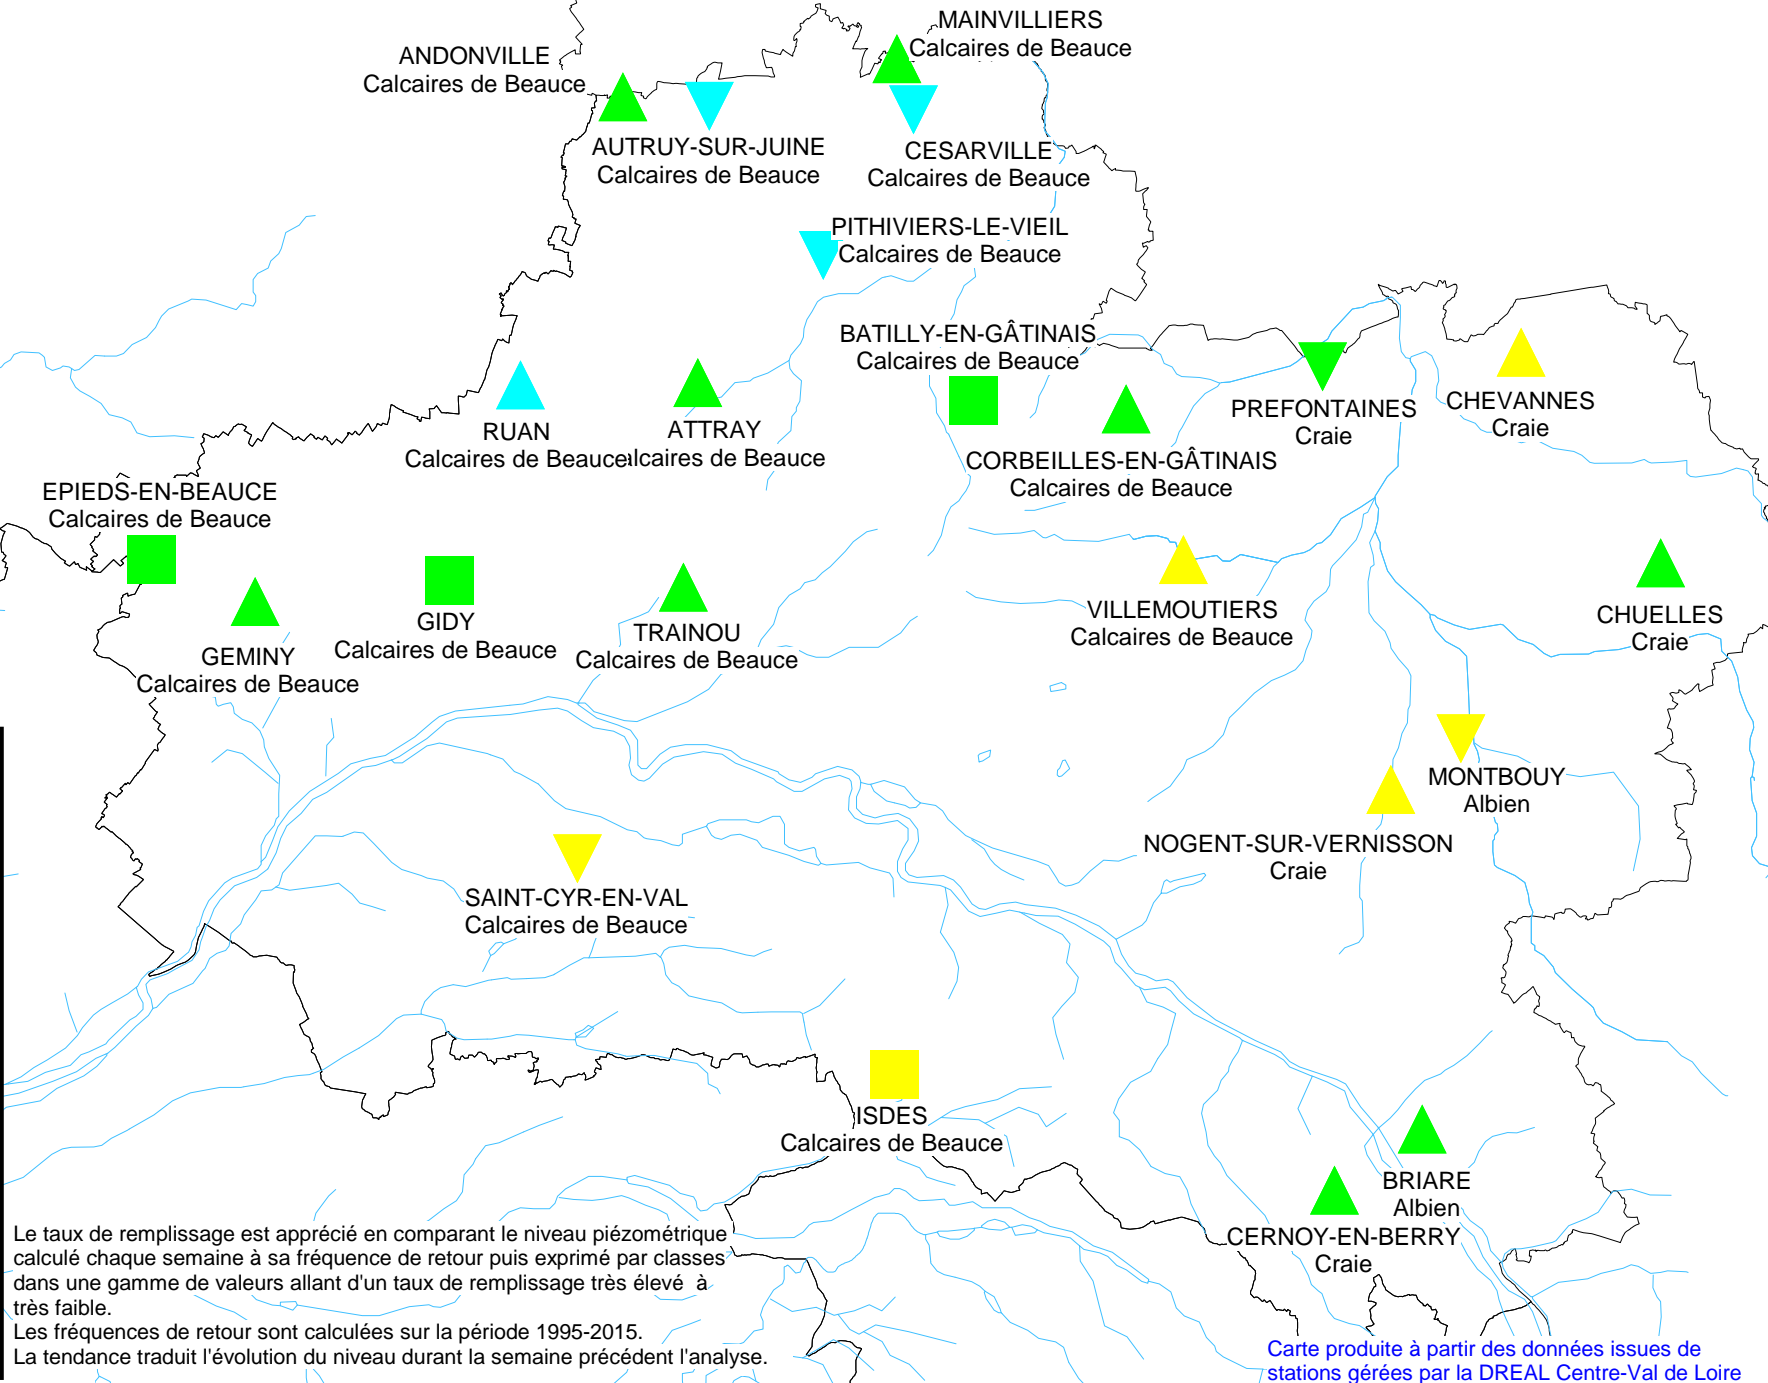 MAINVILLIERS
Calcaires de Beauce
ANDONVILLE
Calcaires de Beauce
AUTRUY-SUR-JUINE
Calcaires de Beauce
CESARVILLE
Calcaires de Beauce
PITHIVIERS-LE-VIEIL
Calcaires de Beauce
BATILLY-EN-GÂTINAIS
Calcaires de Beauce
PREFONTAINES
Craie
CHEVANNES
Craie
RUAN
Calcaires de Beauce
ATTRAY
alcaires de Beauce
CORBEILLES-EN-GÂTINAIS
Calcaires de Beauce
EPIEDS-EN-BEAUCE
Calcaires de Beauce
GIDY
Calcaires de Beauce
TRAINOU
Calcaires de Beauce
VILLEMOUTIERS
Calcaires de Beauce
CHUELLES
Craie
GEMINY
Calcaires de Beauce
MONTBOUY
Albien
NOGENT-SUR-VERNISSON
Craie
SAINT-CYR-EN-VAL
Calcaires de Beauce
ISDES
Calcaires de Beauce
BRIARE
Albien
CERNOY-EN-BERRY
Craie
Le taux de remplissage est apprécié en comparant le niveau piézométrique
calculé chaque semaine à sa fréquence de retour puis exprimé par classes
dans une gamme de valeurs allant d'un taux de remplissage très élevé à
très faible.
Les fréquences de retour sont calculées sur la période 1995-2015.
La tendance traduit l'évolution du niveau durant la semaine précédent l'analyse.
Carte produite à partir des données issues de
stations gérées par la DREAL Centre-Val de Loire